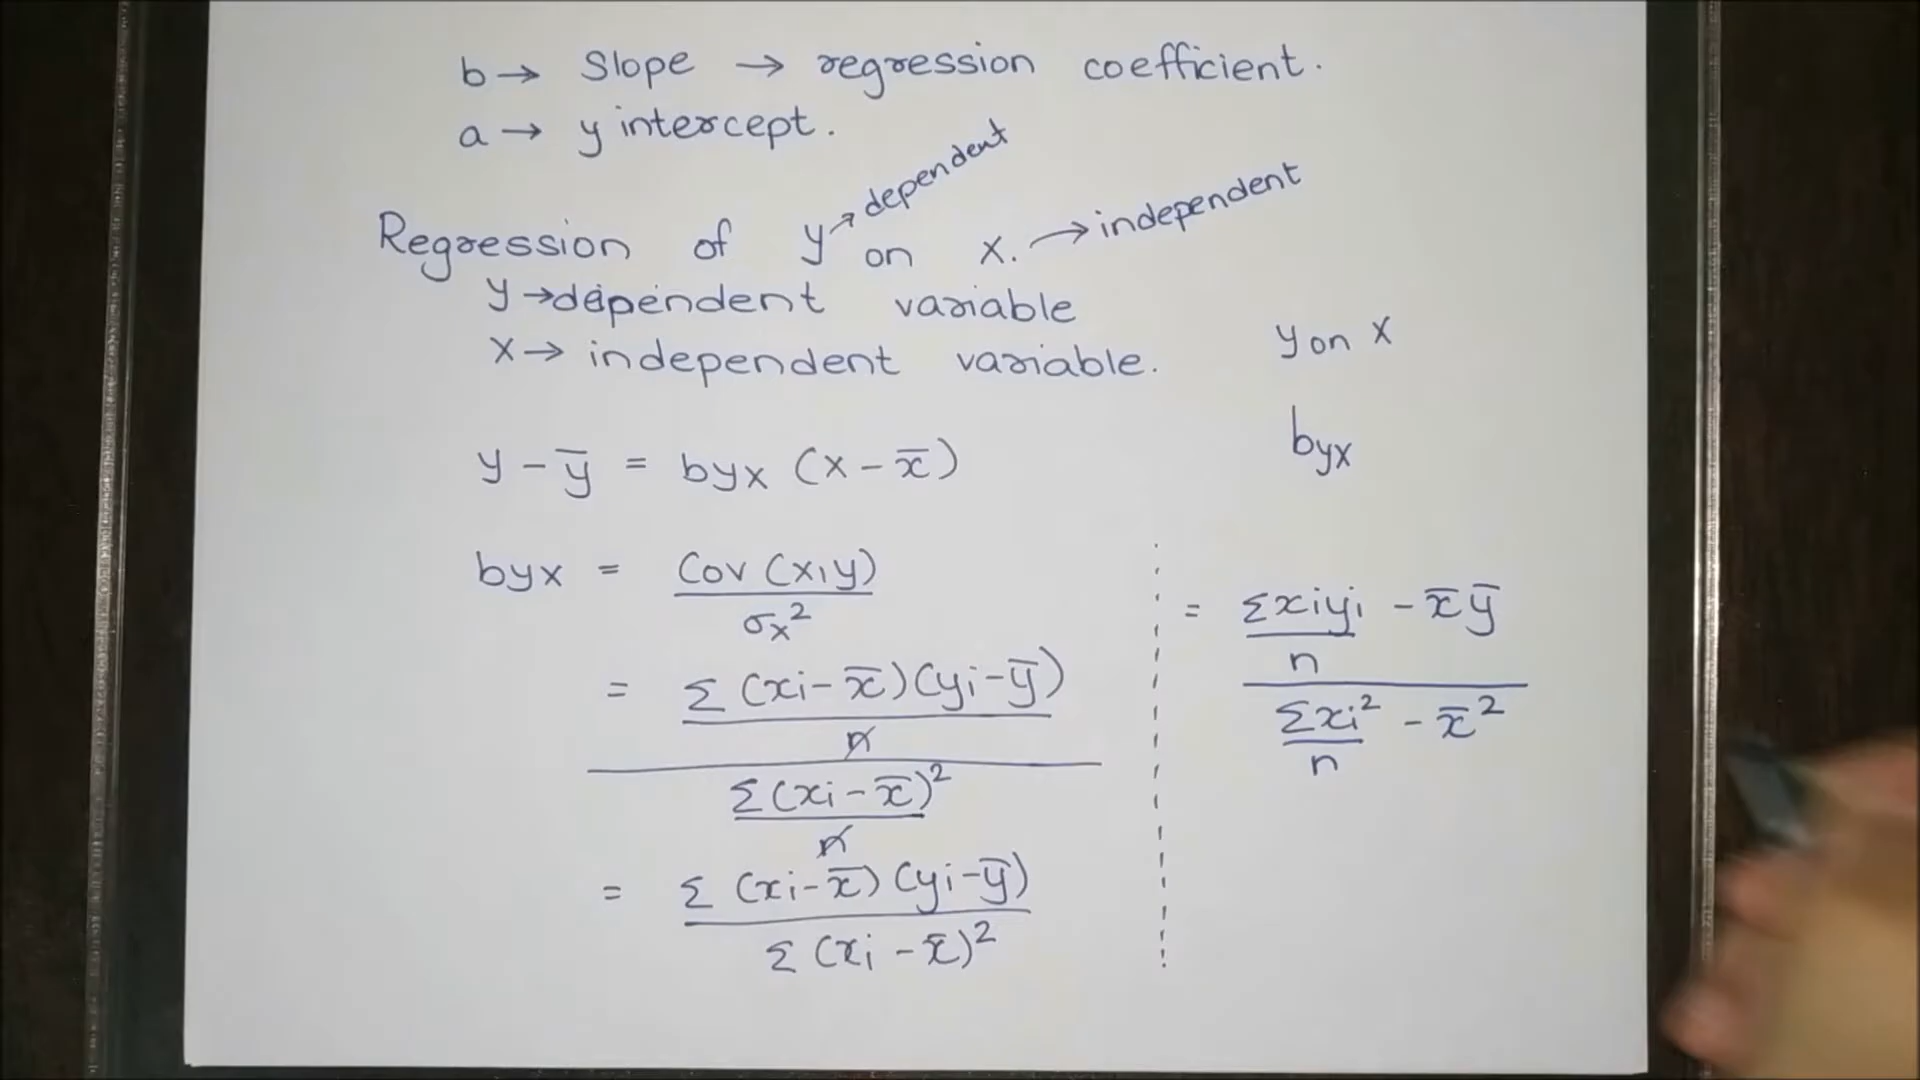 b → Slope → regression coefficient.
a → y intercept.
Regression of y → dependent on x. → independent
y → dependent variable
x → independent variable.
y on x
byx
y - ȳ = byx (x - x̄)
byx = Cov (x,y) / σx²
= Σ (xi - x̄)(yi - ȳ) / n / Σ (xi - x̄)² / n
= Σ (xi - x̄) (yi - ȳ) / Σ (xi - x̄)²
= Σxiyi / n - x̄ȳ / Σxi² / n - x̄²